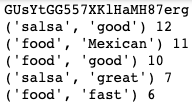 GUsYtGG557XKlHaMH87erg
('salsa', 'good') 12
('food', 'Mexican') 11
('food', 'good') 10
('salsa', 'great') 7
('food', 'fast') 6